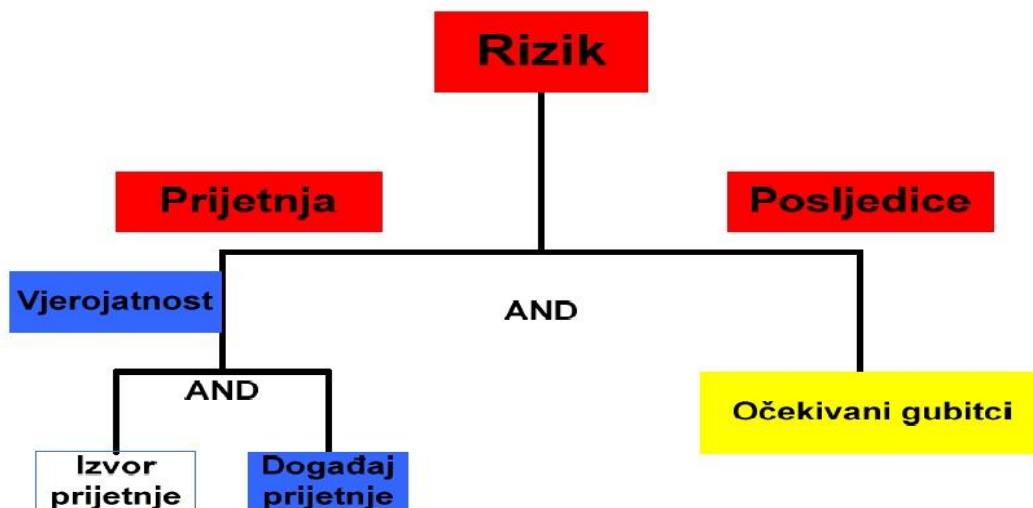 Rizik
Prijetnja
Posljedice
Vjerojatnost
AND
AND
Očekivani gubitci
Izvor
prijetnje
Događaj
prijetnje